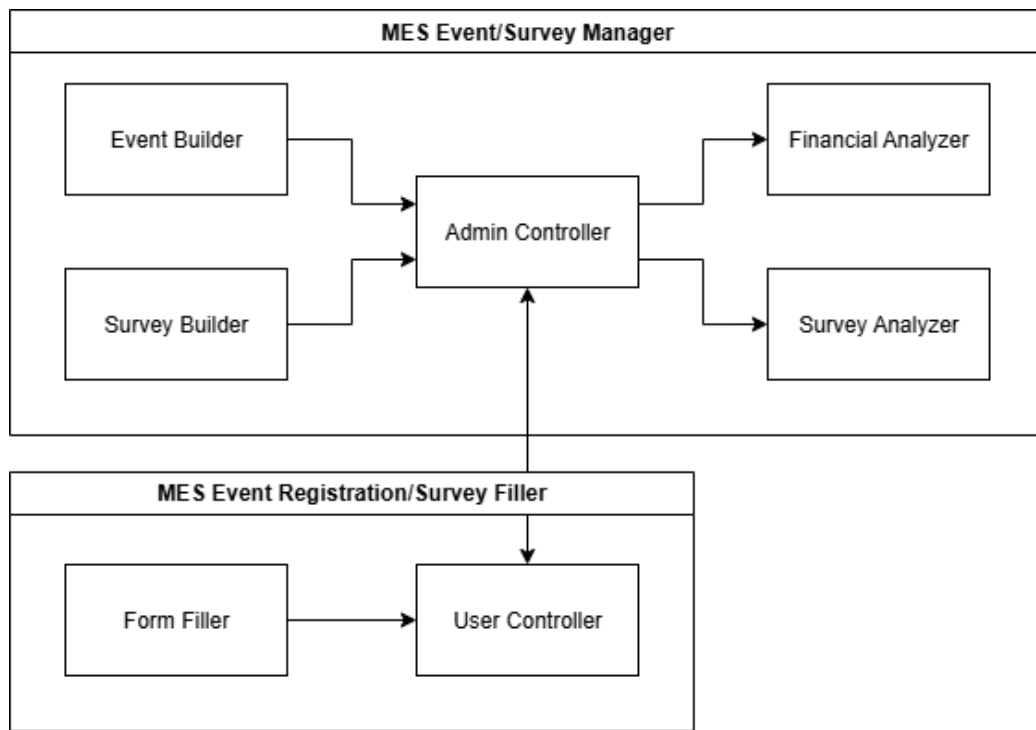 MES Event/Survey Manager
Event Builder
Financial Analyzer
Admin Controller
Survey Builder
Survey Analyzer
MES Event Registration/Survey Filler
Form Filler
User Controller